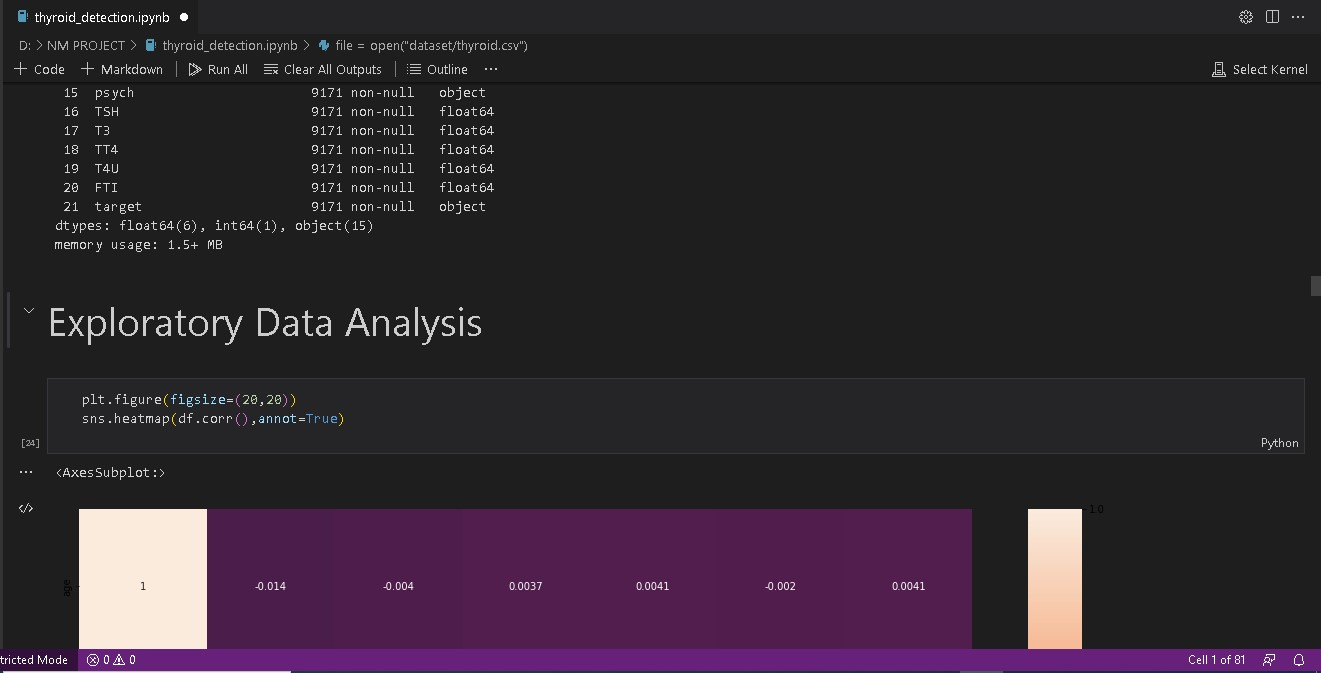 thyroid_detection.ipynb
D: > NM PROJECT > thyroid_detection.ipynb > file = open("dataset/thyroid.csv")
+ Code + Markdown | Run All Clear All Outputs | Outline ... Select Kernel
15 psych 9171 non-null object
16 TSH 9171 non-null float64
17 T3 9171 non-null float64
18 TT4 9171 non-null float64
19 T4U 9171 non-null float64
20 FTI 9171 non-null float64
21 target 9171 non-null object
dtypes: float64(6), int64(1), object(15)
memory usage: 1.5+ MB
Exploratory Data Analysis
plt.figure(figsize=(20,20))
sns.heatmap(df.corr(),annot=True)
[24] Python
... <AxesSubplot:>
1.0
age 1 -0.014 -0.004 0.0037 0.0041 -0.002 0.0041
tricted Mode 0 0 Cell 1 of 81